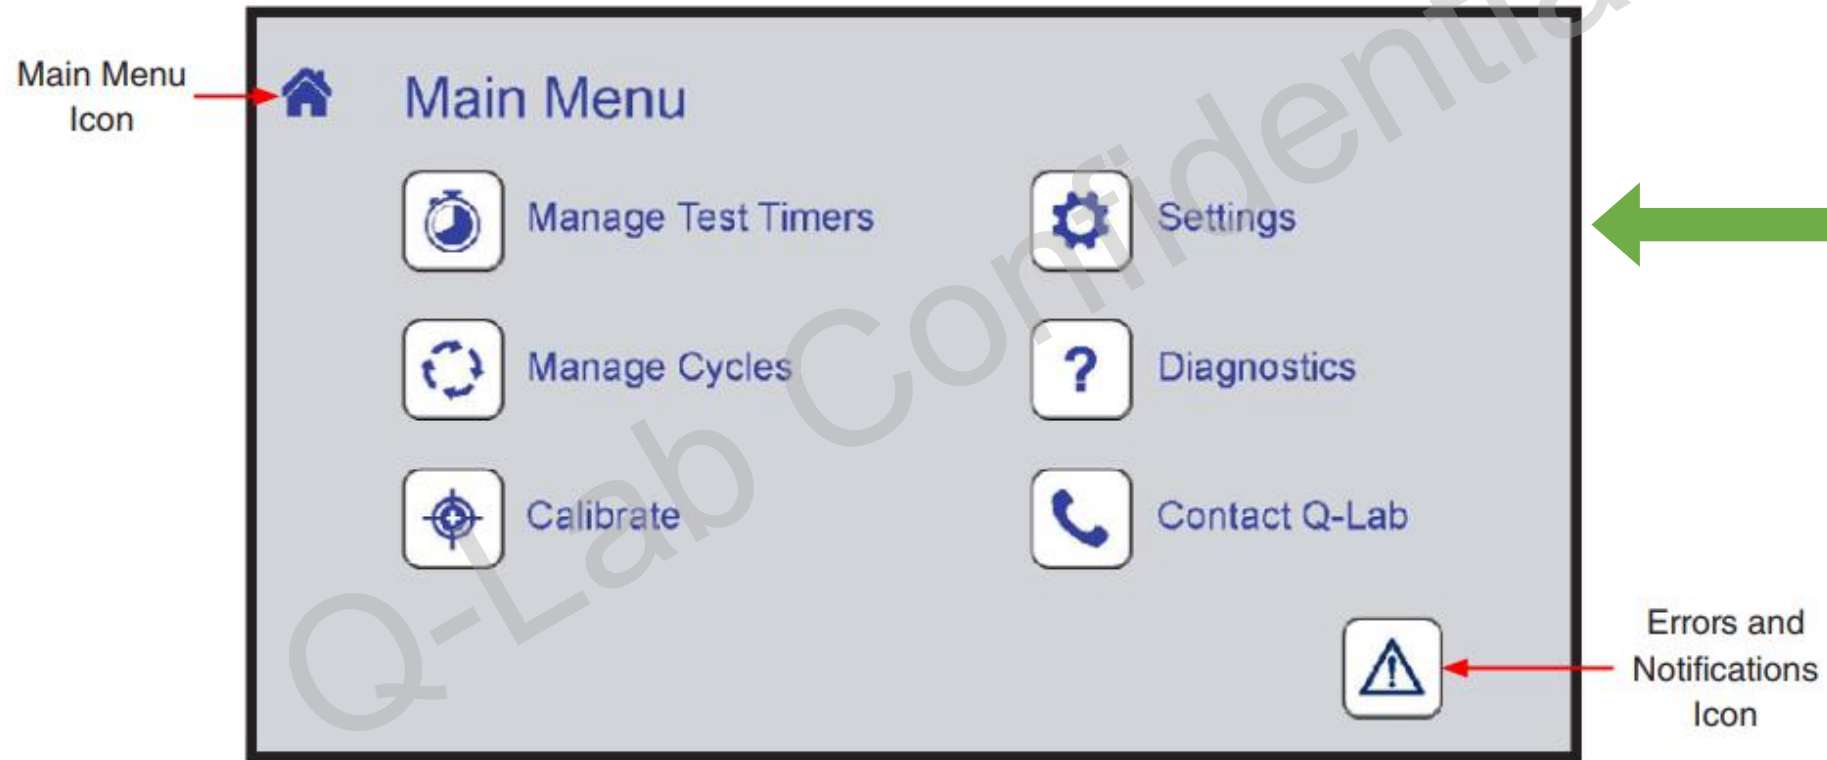 Main Menu
Icon
Main Menu
Manage Test Timers
Settings
Manage Cycles
?
Diagnostics
Calibrate
Contact Q-Lab
Errors and
Notifications
Icon
Q-Lab Confidential